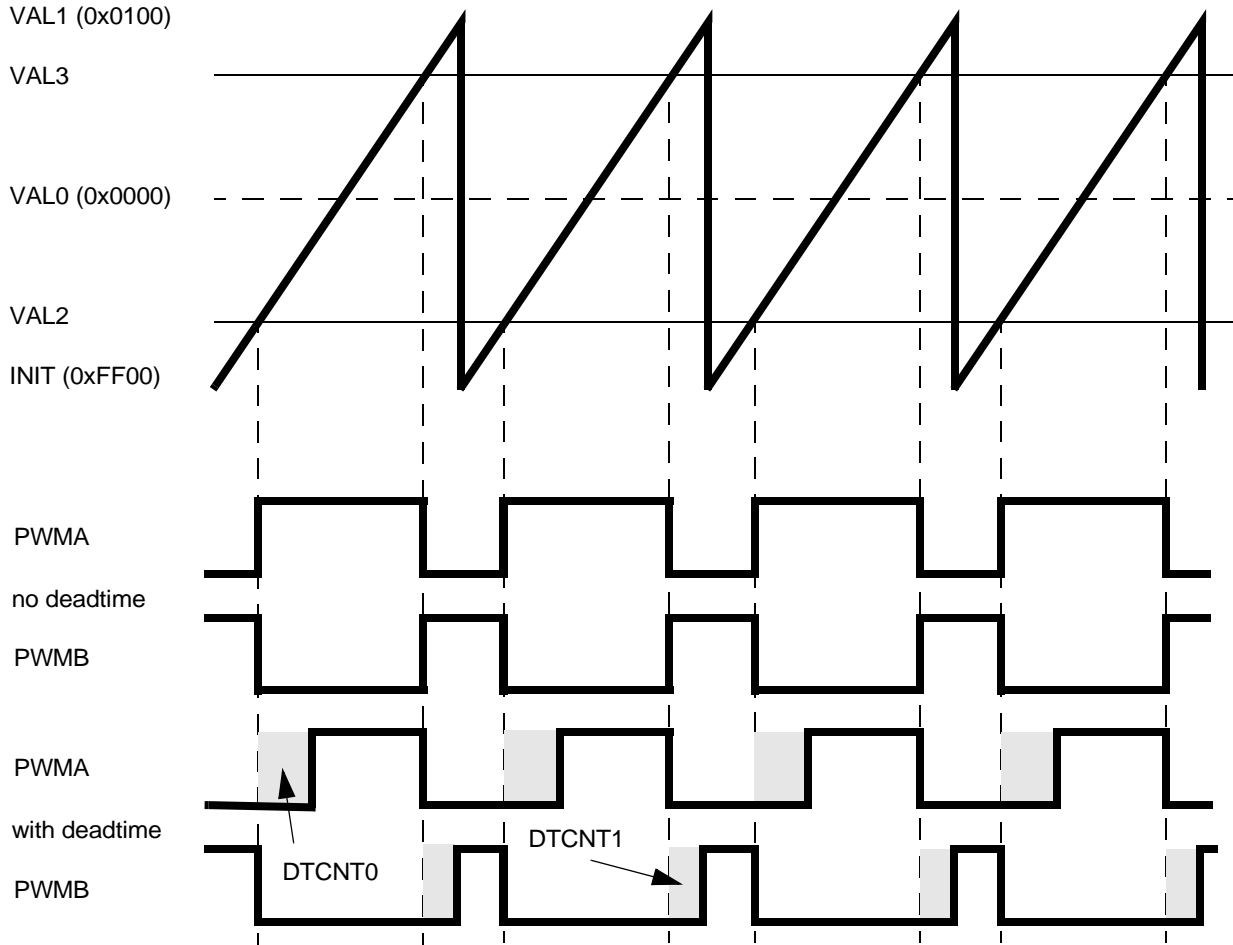 VAL1 (0x0100)
VAL3
VAL0 (0x0000)
VAL2
INIT (0xFF00)
PWMA
no deadtime
PWMB
PWMA
with deadtime
DTCNT0
DTCNT1
PWMB